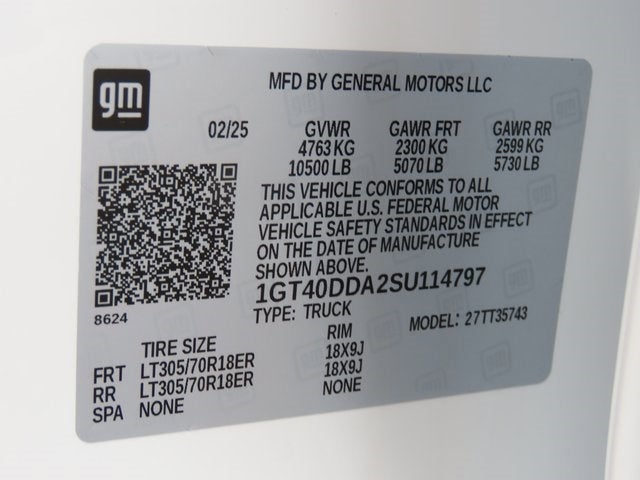 gm
MFD BY GENERAL MOTORS LLC
02/25 GVWR GAWR FRT GAWR RR
4763 KG 2300 KG 2599 KG
10500 LB 5070 LB 5730 LB
THIS VEHICLE CONFORMS TO ALL
APPLICABLE U.S. FEDERAL MOTOR
VEHICLE SAFETY STANDARDS IN EFFECT
ON THE DATE OF MANUFACTURE
SHOWN ABOVE.
1GT40DDA2SU114797
8624
TYPE: TRUCK MODEL: 27TT35743
TIRE SIZE RIM
FRT LT305/70R18ER 18X9J
RR LT305/70R18ER 18X9J
SPA NONE NONE